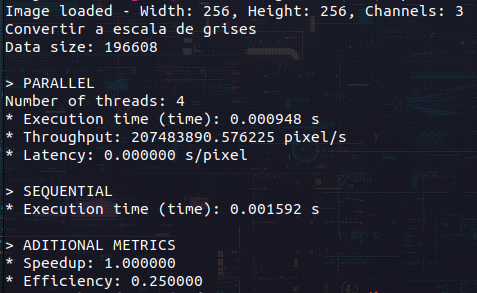 Image loaded - Width: 256, Height: 256, Channels: 3
Convertir a escala de grises
Data size: 196608
> PARALLEL
Number of threads: 4
* Execution time (time): 0.000948 s
* Throughput: 207483890.576225 pixel/s
* Latency: 0.000000 s/pixel
> SEQUENTIAL
* Execution time (time): 0.001592 s
> ADITIONAL METRICS
* Speedup: 1.000000
* Efficiency: 0.250000